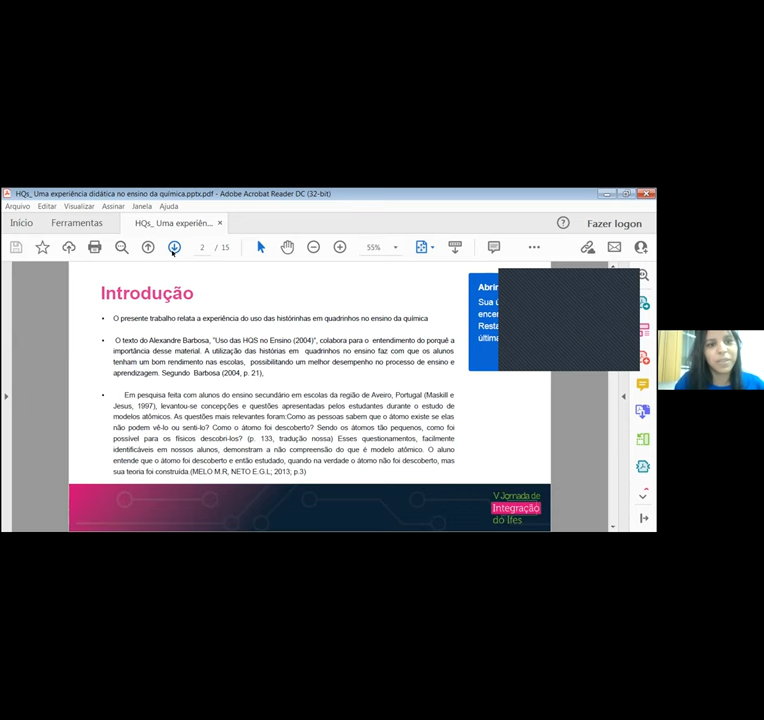 HQs_ Uma experiência didática no ensino da química.pptx.pdf - Adobe Acrobat Reader DC (32-bit)
Arquivo Editar Visualizar Assinar Janela Ajuda
Início Ferramentas HQs_ Uma experiên... × Fazer logon
2 / 15 55%
Introdução
• O presente trabalho relata a experiência do uso das histórinhas em quadrinhos no ensino da química
• O texto do Alexandre Barbosa, "Uso das HQS no Ensino (2004)", colabora para o entendimento do porquê a
importância desse material. A utilização das histórias em quadrinhos no ensino faz com que os alunos
tenham um bom rendimento nas escolas, possibilitando um melhor desempenho no processo de ensino e
aprendizagem. Segundo Barbosa (2004, p. 21),
• Em pesquisa feita com alunos do ensino secundário em escolas da região de Aveiro, Portugal (Maskill e
Jesus, 1997), levantou-se concepções e questões apresentadas pelos estudantes durante o estudo de
modelos atômicos. As questões mais relevantes foram:Como as pessoas sabem que o átomo existe se elas
não podem vê-lo ou senti-lo? Como o átomo foi descoberto? Sendo os átomos tão pequenos, como foi
possível para os físicos descobri-los? (p. 133, tradução nossa) Esses questionamentos, facilmente
identificáveis em nossos alunos, demonstram a não compreensão do que é modelo atômico. O aluno
entende que o átomo foi descoberto e então estudado, quando na verdade o átomo não foi descoberto, mas
sua teoria foi construída.(MELO M.R, NETO E.G.L; 2013; p.3)
Abrir
Sua
Resta
últim
V Jornada de
Integração
do Ifes